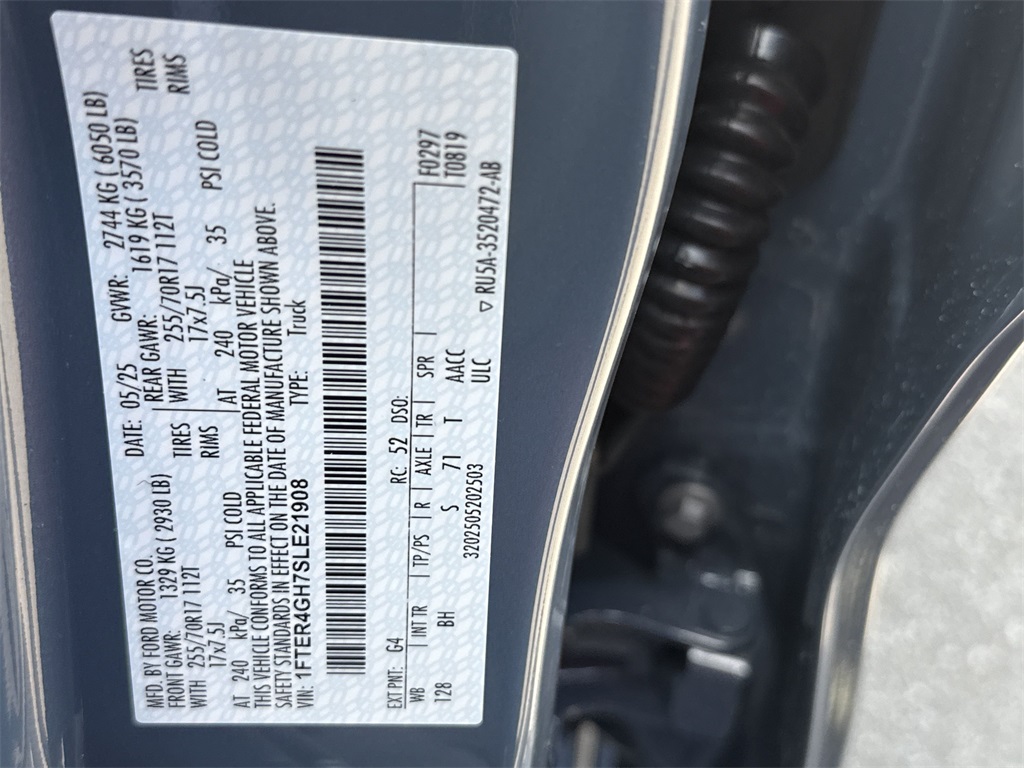 MFD. BY FORD MOTOR CO. DATE: 05/25 GVWR: 2744 KG ( 6050 LB)
FRONT GAWR: 1329 KG ( 2930 LB) REAR GAWR: 1619 KG ( 3570 LB)
WITH 255/70R17 112T TIRES WITH 255/70R17 112T TIRES
17x7.5J RIMS 17x7.5J RIMS
AT 240 kPa/ 35 PSI COLD AT 240 kPa/ 35 PSI COLD
THIS VEHICLE CONFORMS TO ALL APPLICABLE FEDERAL MOTOR VEHICLE
SAFETY STANDARDS IN EFFECT ON THE DATE OF MANUFACTURE SHOWN ABOVE.
VIN: 1FTER4GH7SLE21908 TYPE: Truck
EXT PNT: G4 RC: 52 DSO: F0297
WB INT TR TP/PS R AXLE TR SPR T0819
128 BH S 71 T AACC
3202505202503 ULC ▽ RU5A-3520472-AB